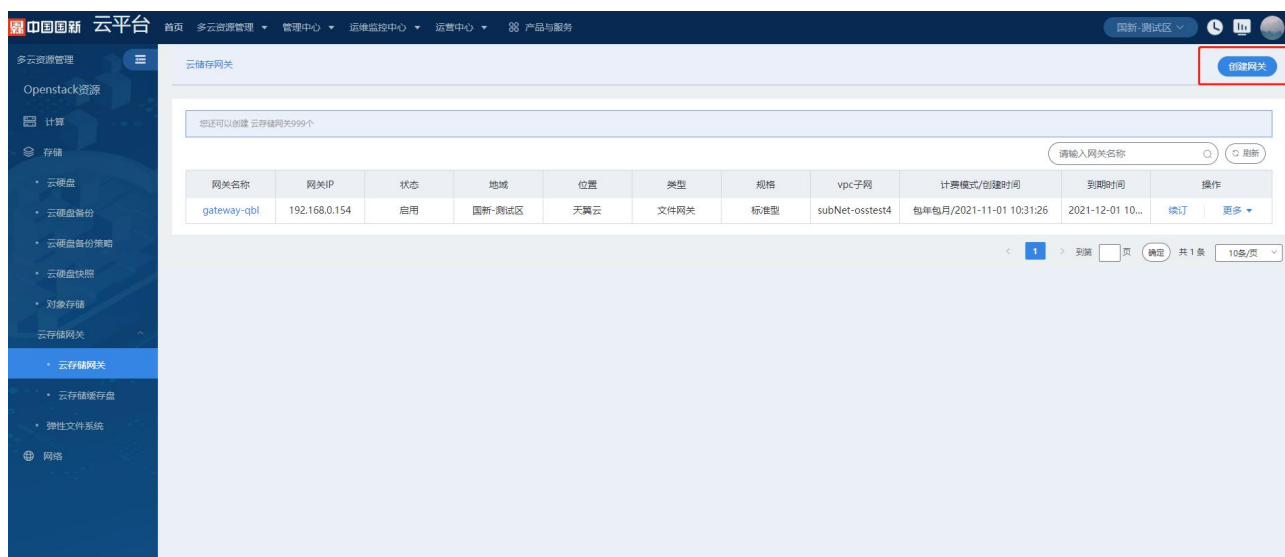 中国国新 云平台 首页 多云资源管理 管理中心 运维监控中心 运营中心 产品与服务 国新-测试区
多云资源管理
Openstack资源
计算
存储
云硬盘
云硬盘备份
云硬盘备份策略
云硬盘快照
对象存储
云存储网关
云存储网关
云存储缓存盘
弹性文件系统
网络
云储存网关 创建网关
您还可以创建 云存储网关999个
请输入网关名称 刷新
网关名称 网关IP 状态 地域 位置 类型 规格 vpc子网 计费模式/创建时间 到期时间 操作
gateway-qbl 192.168.0.154 启用 国新-测试区 天翼云 文件网关 标准型 subNet-osstest4 包年包月/2021-11-01 10:31:26 2021-12-01 10... 续订 更多
< 1 > 到第 页 确定 共1条 10条/页